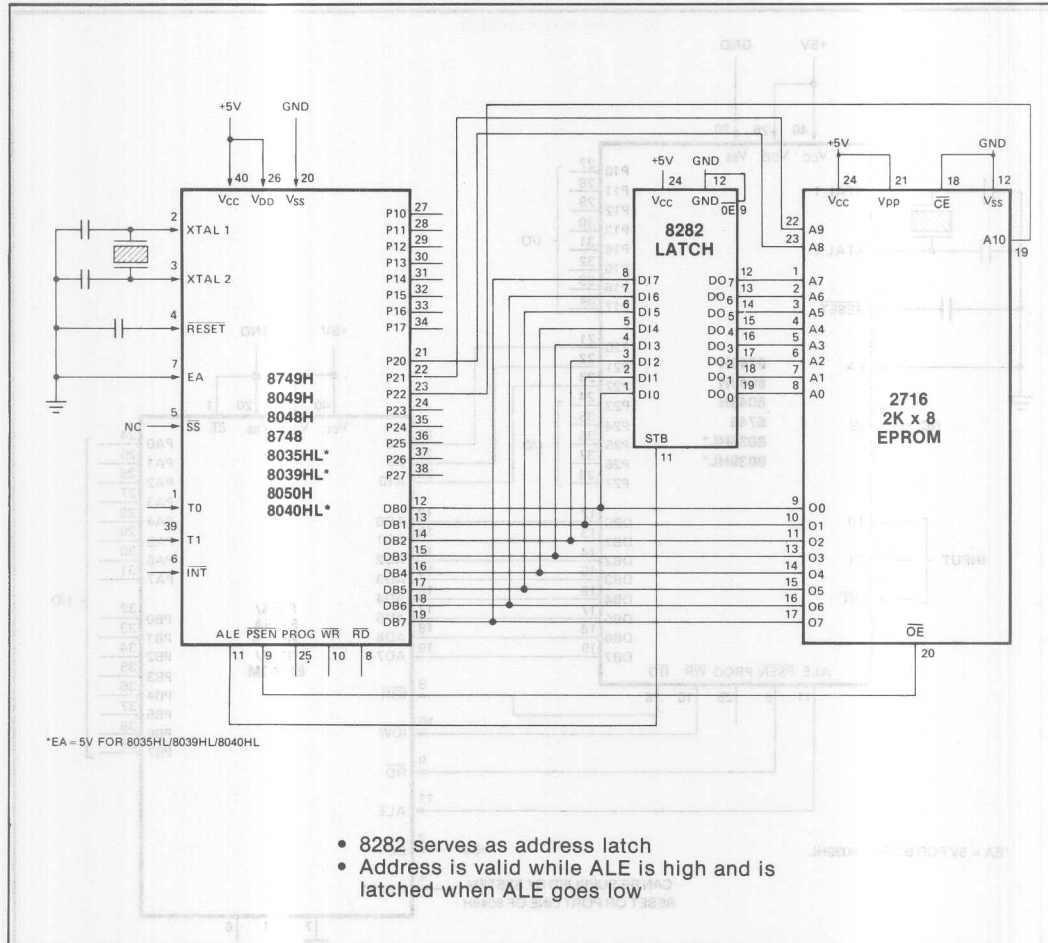 +5V GND
40 26 20
VCC VDD VSS
2 XTAL 1
3 XTAL 2
4 RESET
7 EA
5 NC SS
1 T0
39 T1
6 INT
8749H
8049H
8048H
8748
8035HL*
8039HL*
8050H
8040HL*
P10 27
P11 28
P12 29
P13 30
P14 31
P15 32
P16 33
P17 34
P20 21
P21 22
P22 23
P23 24
P24 35
P25 36
P26 37
P27 38
DB0 12
DB1 13
DB2 14
DB3 15
DB4 16
DB5 17
DB6 18
DB7 19
ALE PSEN PROG WR RD
11 9 25 10 8
+5V GND
24 12
VCC GND OE 9
8282
LATCH
8 DI7 DO7 12
7 DI6 DO6 13
6 DI5 DO5 14
5 DI4 DO4 15
4 DI3 DO3 16
3 DI2 DO2 17
2 DI1 DO1 18
1 DI0 DO0 19
STB
11
+5V GND
24 21 18 12
VCC VPP CE VSS
22 A9
23 A8
A10
19
1 A7
2 A6
3 A5
4 A4
5 A3
6 A2
7 A1
8 A0
2716
2K x 8
EPROM
9 O0
10 O1
11 O2
13 O3
14 O4
15 O5
16 O6
17 O7
OE
20
*EA = 5V FOR 8035HL/8039HL/8040HL
• 8282 serves as address latch
• Address is valid while ALE is high and is
latched when ALE goes low.